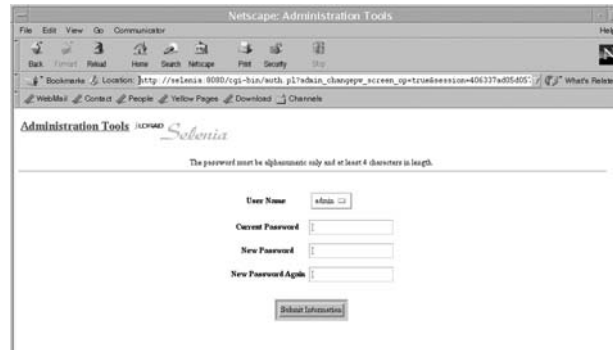 Netscape: Administration Tools
File Edit View Go Communicator Help
Back Forward Reload Home Search Netscape Print Security Stop
Bookmarks Location: http://selenia:8080/cgi-bin/auth.pl?admin_changepw_screen_op=true&session=406337ad05d05 What's Related
WebMail Contact People Yellow Pages Download Channels
Administration Tools LORAD Selenia
The password must be alphanumeric only and at least 4 characters in length.
User Name admin
Current Password
New Password
New Password Again
Submit Information